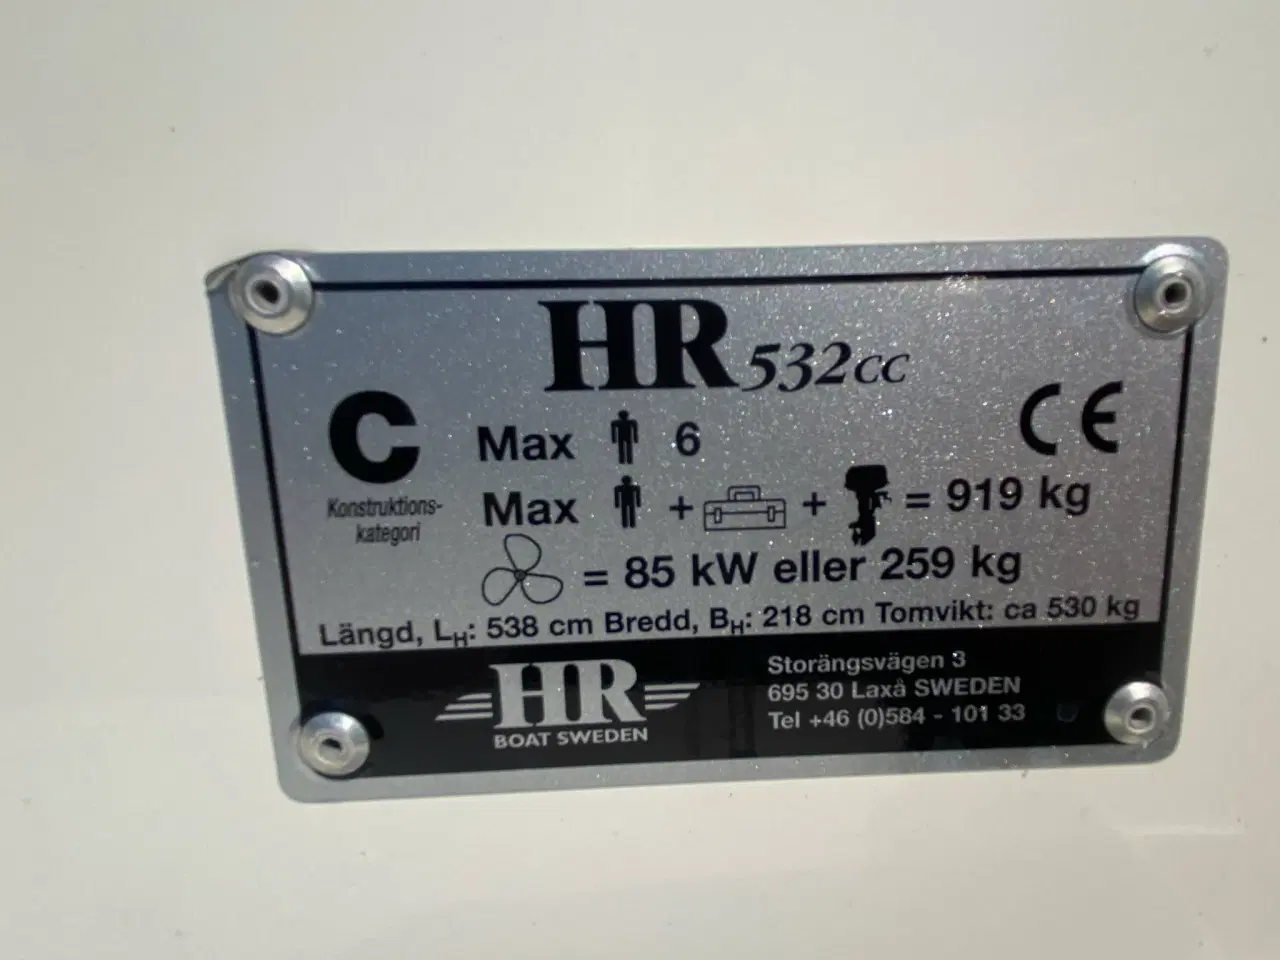 HR 532cc
C
Konstruktions-
kategori
CE
Max 6
Max + + = 919 kg
= 85 kW eller 259 kg
Längd, LH: 538 cm Bredd, BH: 218 cm Tomvikt: ca 530 kg
HR
BOAT SWEDEN
Storängsvägen 3
695 30 Laxå SWEDEN
Tel +46 (0)584 - 101 33